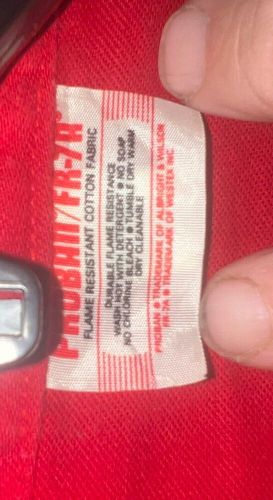 PROBAN/FR-7A®
FLAME RESISTANT COTTON FABRIC
DURABLE FLAME RESISTANCE
WASH HOT WITH DETERGENT ● NO SOAP
NO CHLORINE BLEACH ● TUMBLE DRY WARM
DRY CLEANABLE
PROBAN ● TRADEMARK OF ALBRIGHT & WILSON
FR-7A ● TRADEMARK OF WESTEX INC